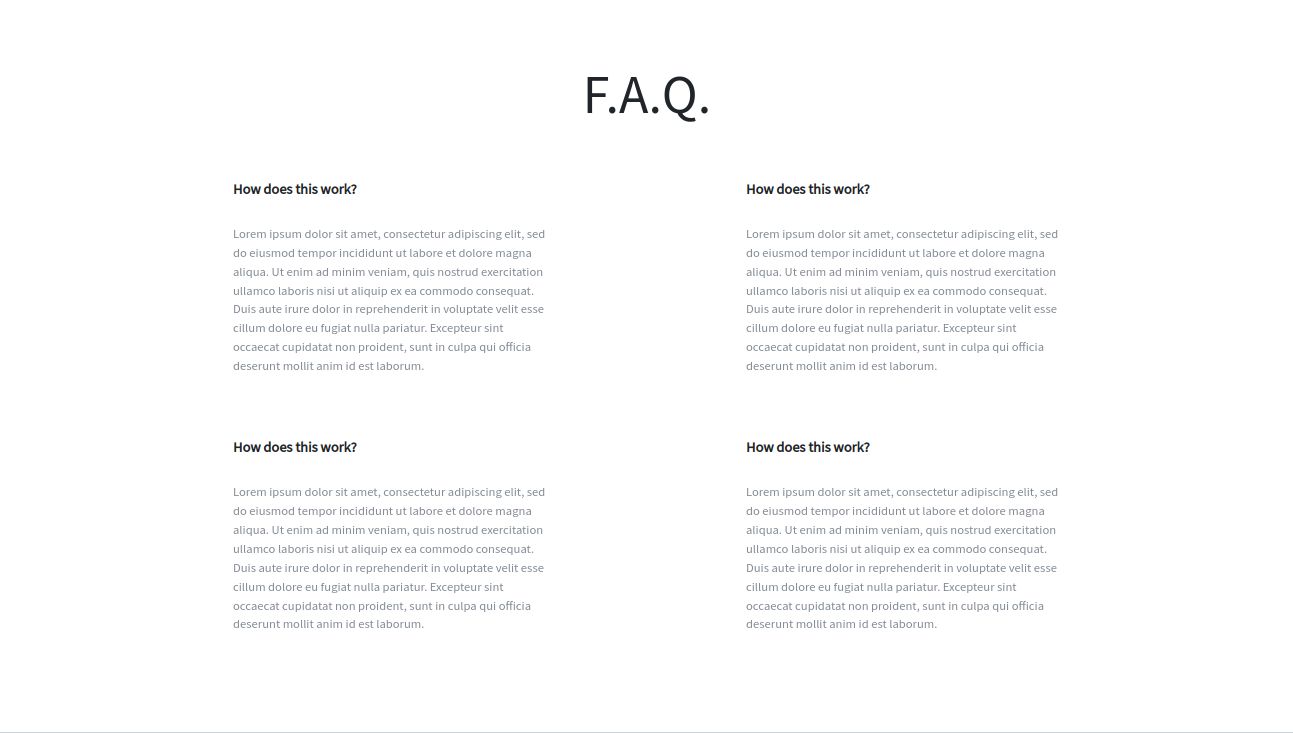 F.A.Q.
How does this work?
Lorem ipsum dolor sit amet, consectetur adipiscing elit, sed
do eiusmod tempor incididunt ut labore et dolore magna
aliqua. Ut enim ad minim veniam, quis nostrud exercitation
ullamco laboris nisi ut aliquip ex ea commodo consequat.
Duis aute irure dolor in reprehenderit in voluptate velit esse
cillum dolore eu fugiat nulla pariatur. Excepteur sint
occaecat cupidatat non proident, sunt in culpa qui officia
deserunt mollit anim id est laborum.
How does this work?
Lorem ipsum dolor sit amet, consectetur adipiscing elit, sed
do eiusmod tempor incididunt ut labore et dolore magna
aliqua. Ut enim ad minim veniam, quis nostrud exercitation
ullamco laboris nisi ut aliquip ex ea commodo consequat.
Duis aute irure dolor in reprehenderit in voluptate velit esse
cillum dolore eu fugiat nulla pariatur. Excepteur sint
occaecat cupidatat non proident, sunt in culpa qui officia
deserunt mollit anim id est laborum.
How does this work?
Lorem ipsum dolor sit amet, consectetur adipiscing elit, sed
do eiusmod tempor incididunt ut labore et dolore magna
aliqua. Ut enim ad minim veniam, quis nostrud exercitation
ullamco laboris nisi ut aliquip ex ea commodo consequat.
Duis aute irure dolor in reprehenderit in voluptate velit esse
cillum dolore eu fugiat nulla pariatur. Excepteur sint
occaecat cupidatat non proident, sunt in culpa qui officia
deserunt mollit anim id est laborum.
How does this work?
Lorem ipsum dolor sit amet, consectetur adipiscing elit, sed
do eiusmod tempor incididunt ut labore et dolore magna
aliqua. Ut enim ad minim veniam, quis nostrud exercitation
ullamco laboris nisi ut aliquip ex ea commodo consequat.
Duis aute irure dolor in reprehenderit in voluptate velit esse
cillum dolore eu fugiat nulla pariatur. Excepteur sint
occaecat cupidatat non proident, sunt in culpa qui officia
deserunt mollit anim id est laborum.